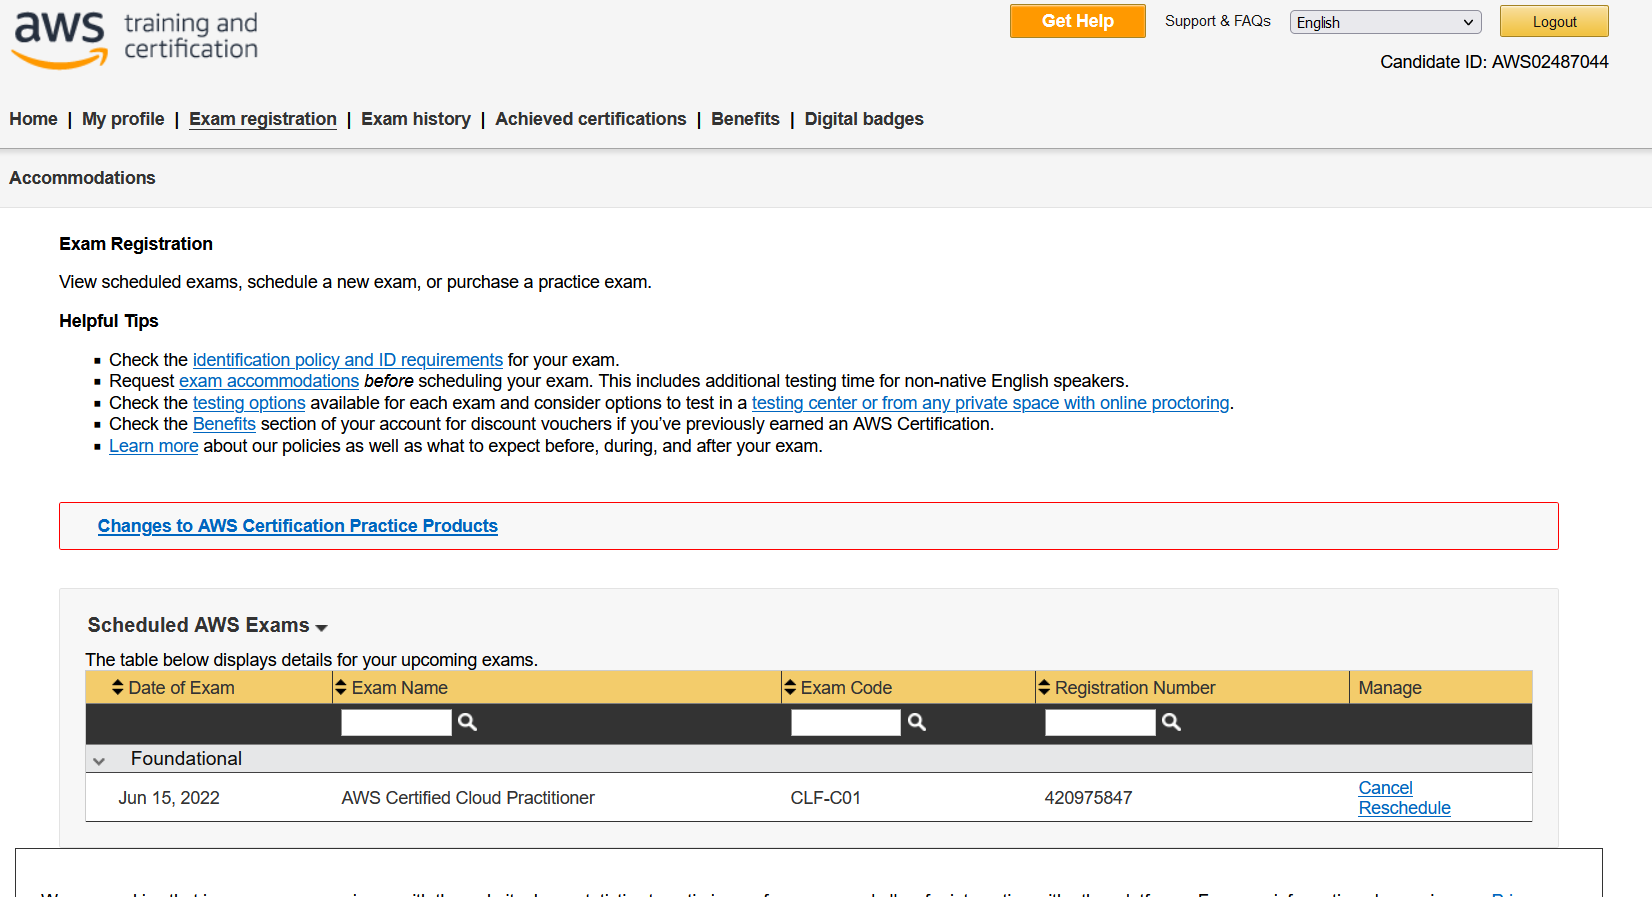 aws training and certification
Get Help
Support & FAQs
English
Logout
Candidate ID: AWS02487044
Home | My profile | Exam registration | Exam history | Achieved certifications | Benefits | Digital badges
Accommodations
Exam Registration
View scheduled exams, schedule a new exam, or purchase a practice exam.
Helpful Tips
Check the identification policy and ID requirements for your exam.
Request exam accommodations before scheduling your exam. This includes additional testing time for non-native English speakers.
Check the testing options available for each exam and consider options to test in a testing center or from any private space with online proctoring.
Check the Benefits section of your account for discount vouchers if you've previously earned an AWS Certification.
Learn more about our policies as well as what to expect before, during, and after your exam.
Changes to AWS Certification Practice Products
Scheduled AWS Exams
The table below displays details for your upcoming exams.
Date of Exam Exam Name Exam Code Registration Number Manage
Foundational
Jun 15, 2022 AWS Certified Cloud Practitioner CLF-C01 420975847 Cancel
Reschedule